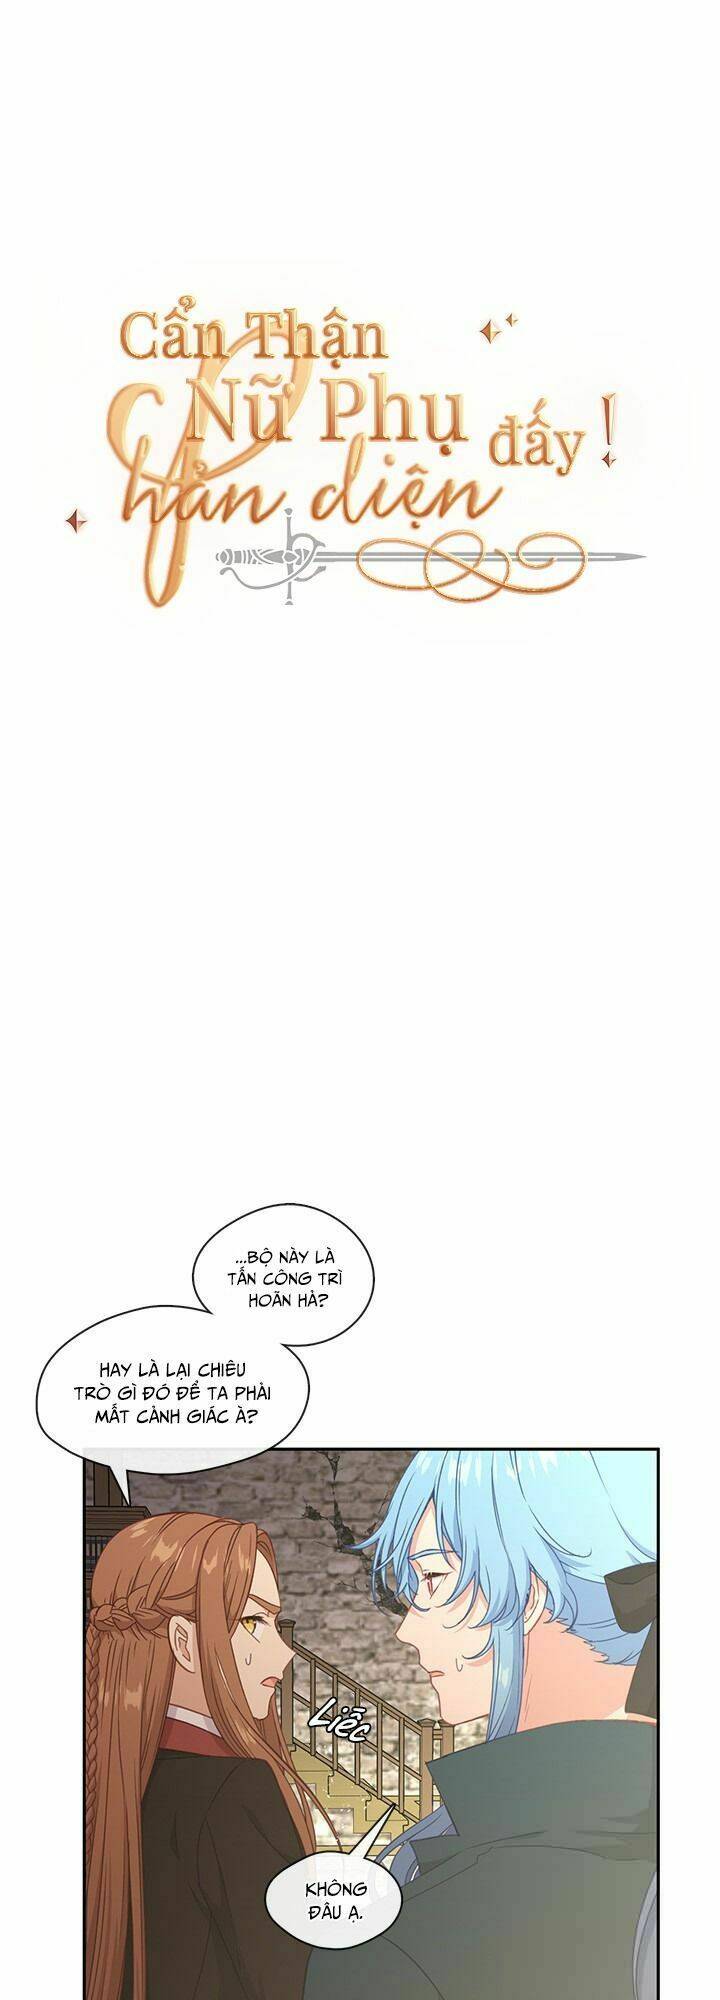 Cẩn Thận
Nữ Phụ
Phản diện đấy!
...BỘ NÀY LÀ
TẤN CÔNG TRÌ
HOÃN HẢ?
HAY LÀ LẠI CHIÊU
TRÒ GÌ ĐÓ ĐỂ TA PHẢI
MẤT CẢNH GIÁC À?
LIẾC
KHÔNG
ĐÂU Ạ.